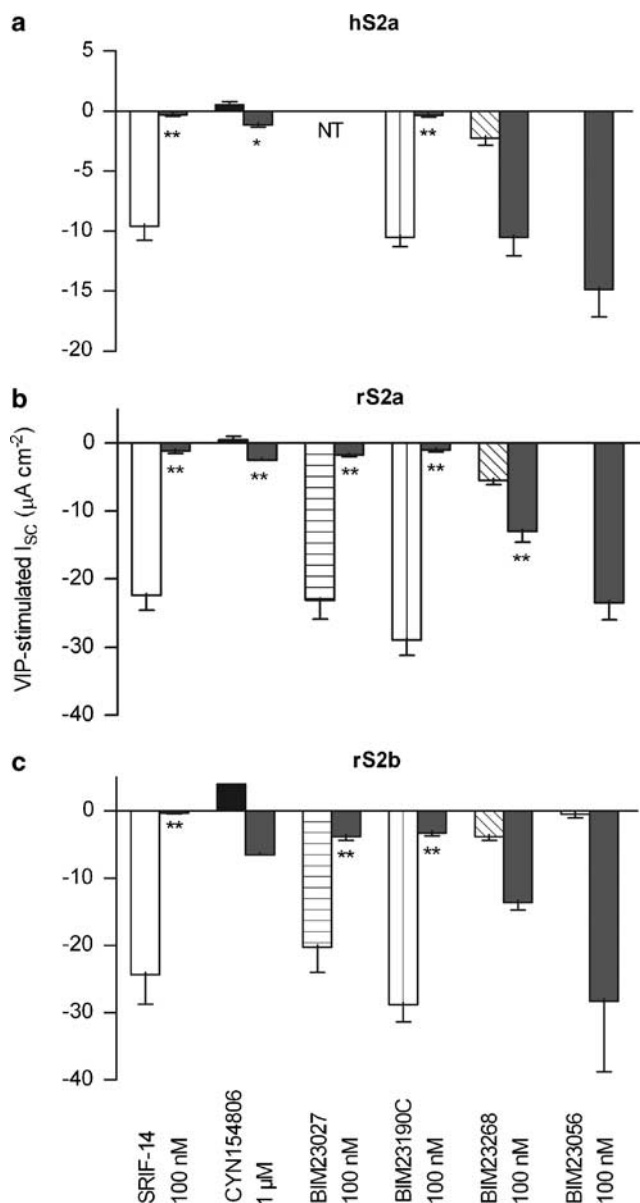 a
hS2a
5
0
-5
-10
-15
-20
**
*
NT
**
b
rS2a
0
-10
-20
-30
-40
**
**
**
**
**
VIP-stimulated I_SC (μA cm⁻²)
c
rS2b
0
-10
-20
-30
-40
**
**
**
SRIF-14
100 nM
CYN154806
1 μM
BIM23027
100 nM
BIM23190C
100 nM
BIM23268
100 nM
BIM23056
100 nM